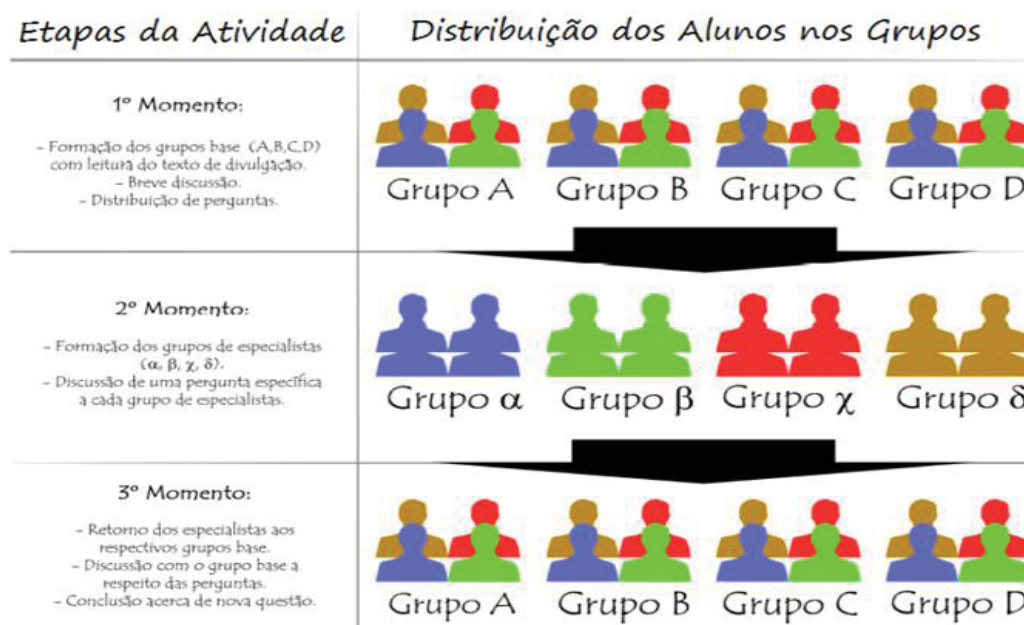 Etapas da Atividade
Distribuição dos Alunos nos Grupos
1º Momento:
- Formação dos grupos base (A,B,C,D)
com leitura do texto de divulgação.
- Breve discussão.
- Distribuição de perguntas.
Grupo A
Grupo B
Grupo C
Grupo D
2º Momento:
- Formação dos grupos de especialistas
(α, β, χ, δ).
- Discussão de uma pergunta específica
a cada grupo de especialistas.
Grupo α
Grupo β
Grupo χ
Grupo δ
3º Momento:
- Retorno dos especialistas aos
respectivos grupos base.
- Discussão com o grupo base a
respeito das perguntas.
- Conclusão acerca de nova questão.
Grupo A
Grupo B
Grupo C
Grupo D